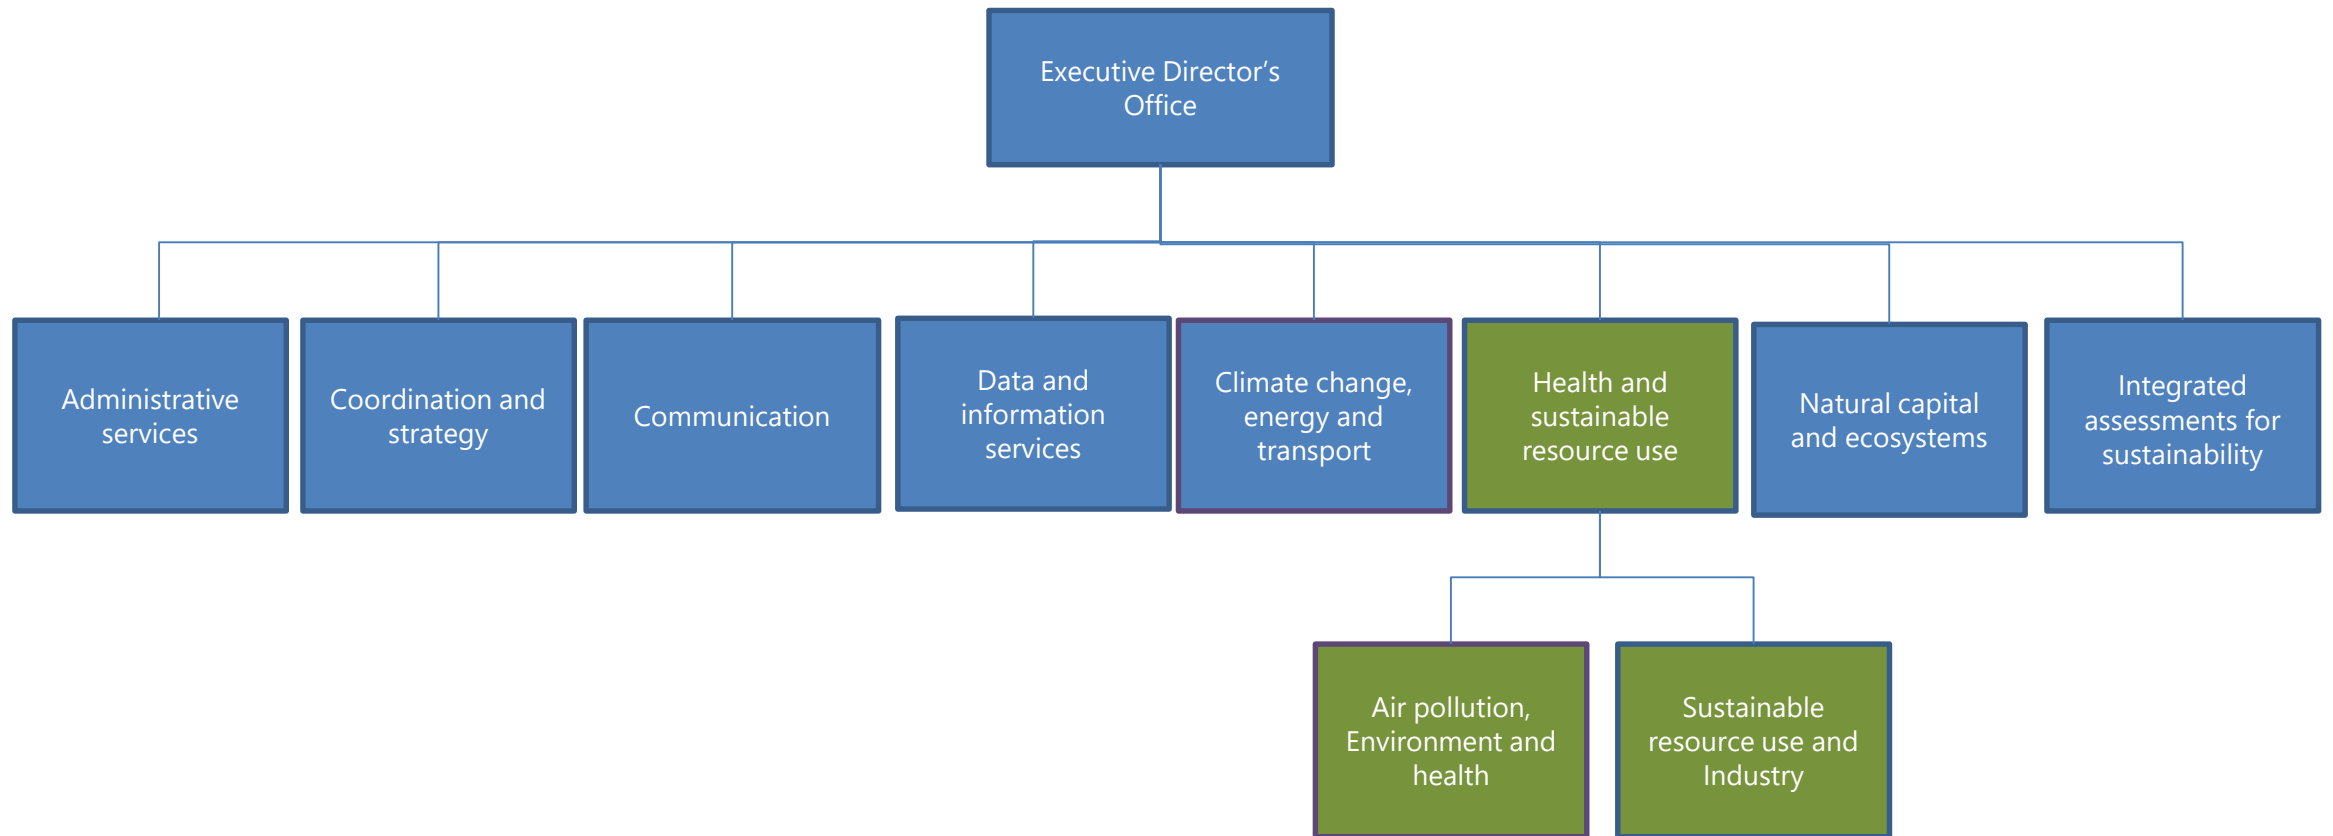 Executive Director’s
Office
Administrative
services
Coordination and
strategy
Communication
Data and
information
services
Climate change,
energy and
transport
Health and
sustainable
resource use
Natural capital
and ecosystems
Integrated
assessments for
sustainability
Air pollution,
Environment and
health
Sustainable
resource use and
Industry